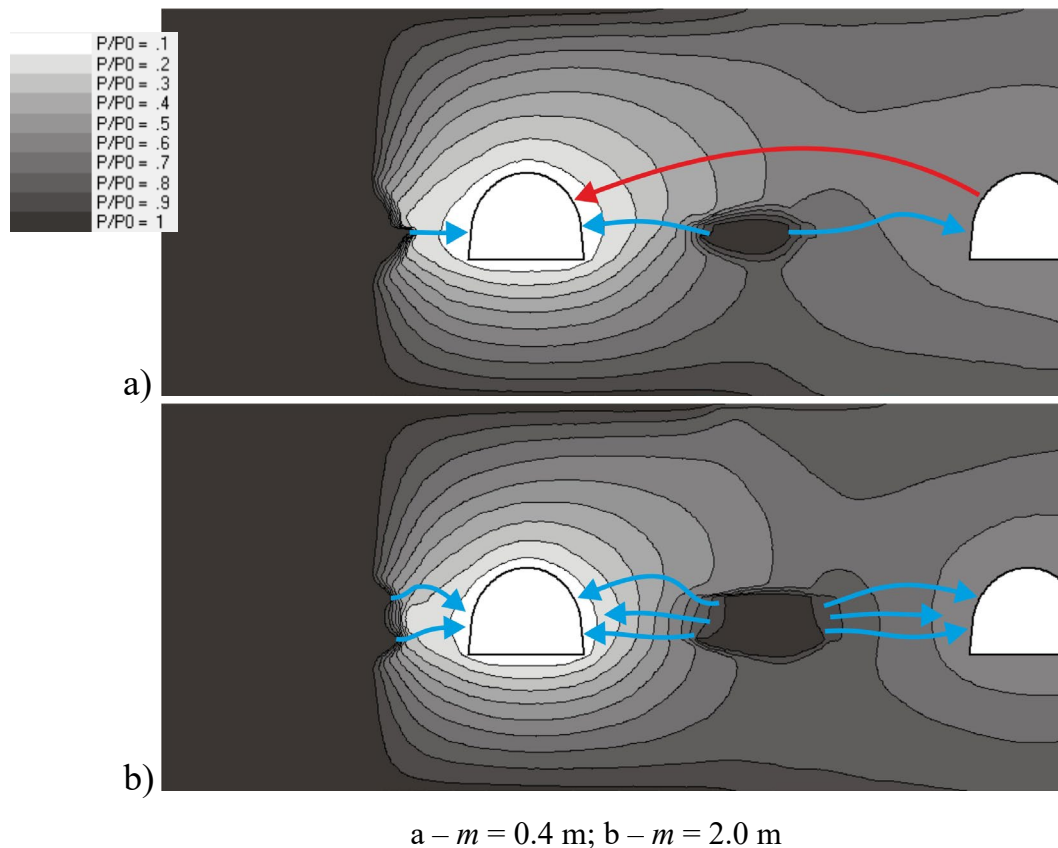 P/P0 = .1
P/P0 = .2
P/P0 = .3
P/P0 = .4
P/P0 = .5
P/P0 = .6
P/P0 = .7
P/P0 = .8
P/P0 = .9
P/P0 = 1
a)
b)
a – m = 0.4 m; b – m = 2.0 m